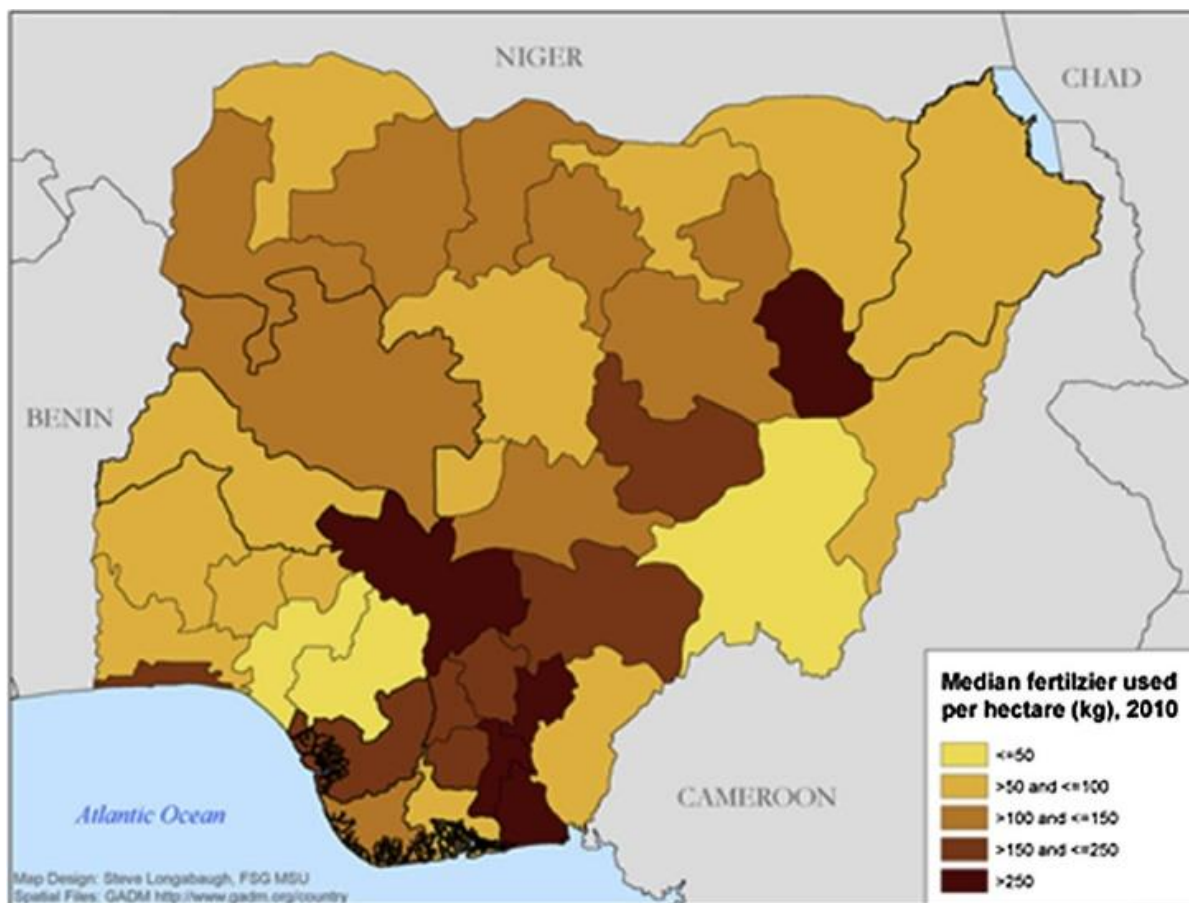 NIGER
CHAD
BENIN
Atlantic Ocean
CAMEROON
Median fertilzier used
per hectare (kg), 2010
<=50
>50 and <=100
>100 and <=150
>150 and <=250
>250
Map Design: Steve Longabaugh, FSG MSU
Spatial Files: GADM http://www.gadm.org/country